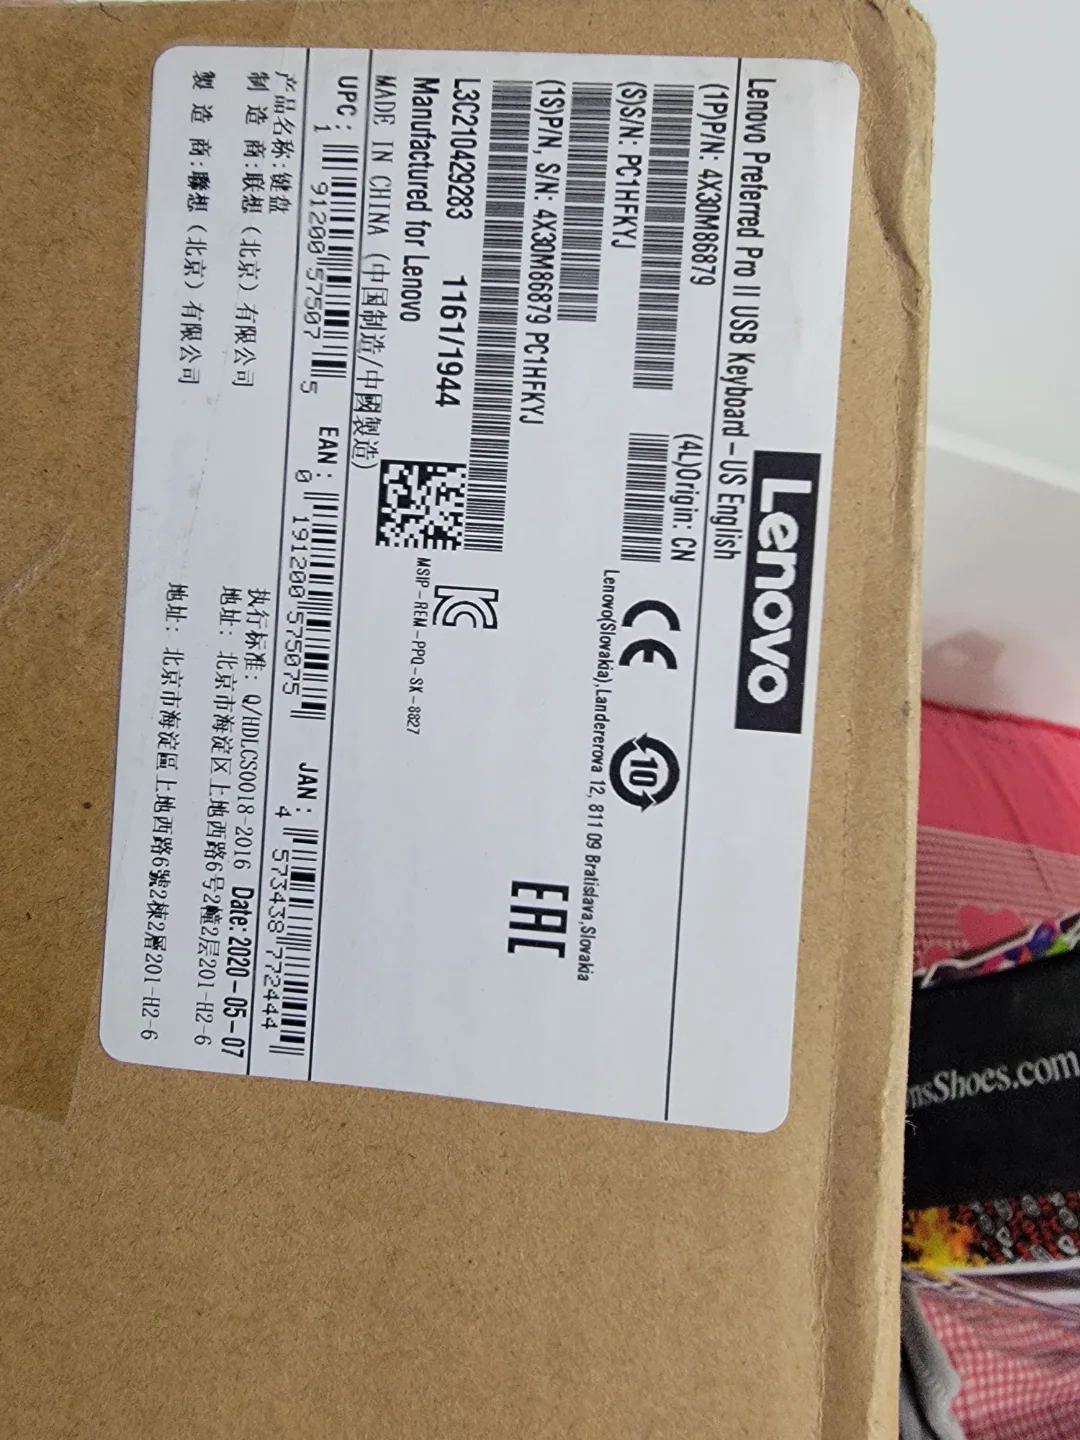 Lenovo
Lenovo Preferred Pro II USB Keyboard - US English
(1P)P/N: 4X30M86879
(4L)Origin: CN
(S)S/N: PC1HFKYJ
CE
10
Lenovo(Slovakia),Landererova 12, 811 09 Bratislava,Slovakia
(1S)P/N, S/N: 4X30M86879 PC1HFKYJ
EAC
L3C210429283 1161/1944
Manufactured for Lenovo
MSIP-REM-PPQ-SK-8827
MADE IN CHINA (中国制造/中國製造)
UPC: 1 91200 57507 5
EAN: 0 191200 575075
JAN: 4 573438 772444
产品名称:键盘
执行标准: Q/HDLCS0018-2016 Date: 2020-05-07
制 造 商:联想（北京）有限公司
地址: 北京市海淀区上地西路6号2幢2层201-H2-6
製 造 商:聯想（北京）有限公司
地址: 北京市海淀區上地西路6號2棟2層201-H2-6
nsShoes.com